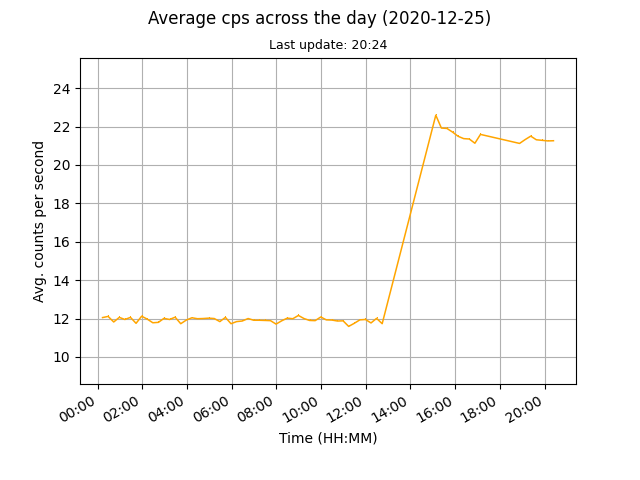 Average cps across the day (2020-12-25)
Last update: 20:24
24
22
20
18
16
14
12
10
Avg. counts per second
00:00 02:00 04:00 06:00 08:00 10:00 12:00 14:00 16:00 18:00 20:00
Time (HH:MM)